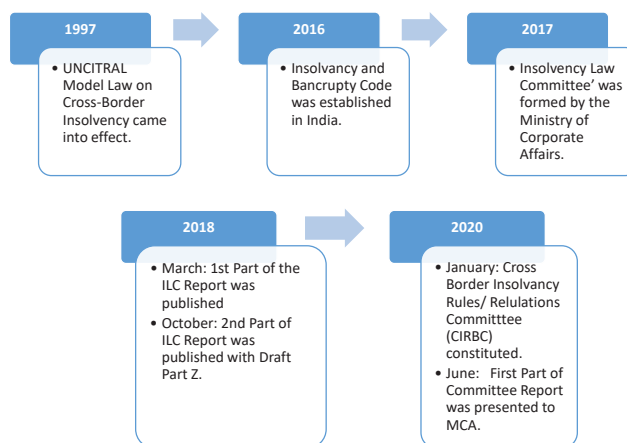 1997
• UNCITRAL
Model Law on
Cross-Border
Insolvency came
into effect.
2016
• Insolvancy and
Bancrupty Code
was established
in India.
2017
• Insolvency Law
Committee’ was
formed by the
Ministry of
Corporate
Affairs.
2018
• March: 1st Part of the
ILC Report was
published
• October: 2nd Part of
ILC Report was
published with Draft
Part Z.
2020
• January: Cross
Border Insolvancy
Rules/ Relulations
Committtee
(CIRBC)
constituted.
• June: First Part of
Committee Report
was presented to
MCA.